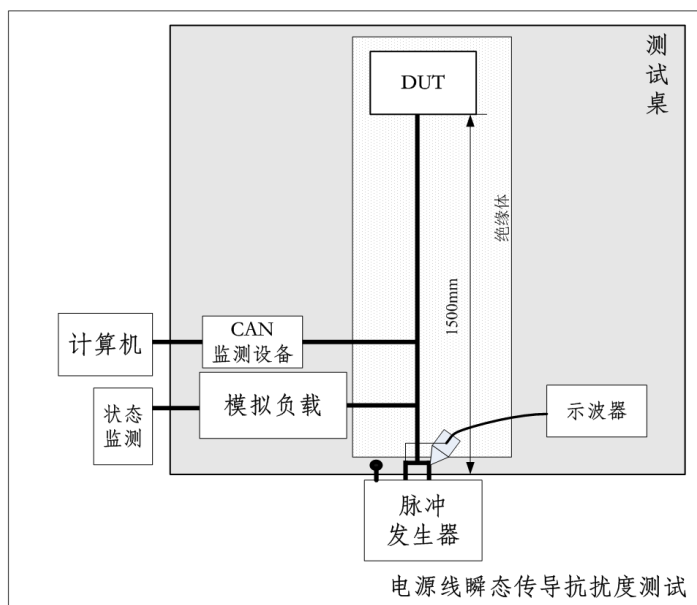 测试桌
DUT
绝缘体
1500mm
计算机
CAN
监测设备
状态
监测
模拟负载
示波器
脉冲
发生器
电源线瞬态传导抗扰度测试